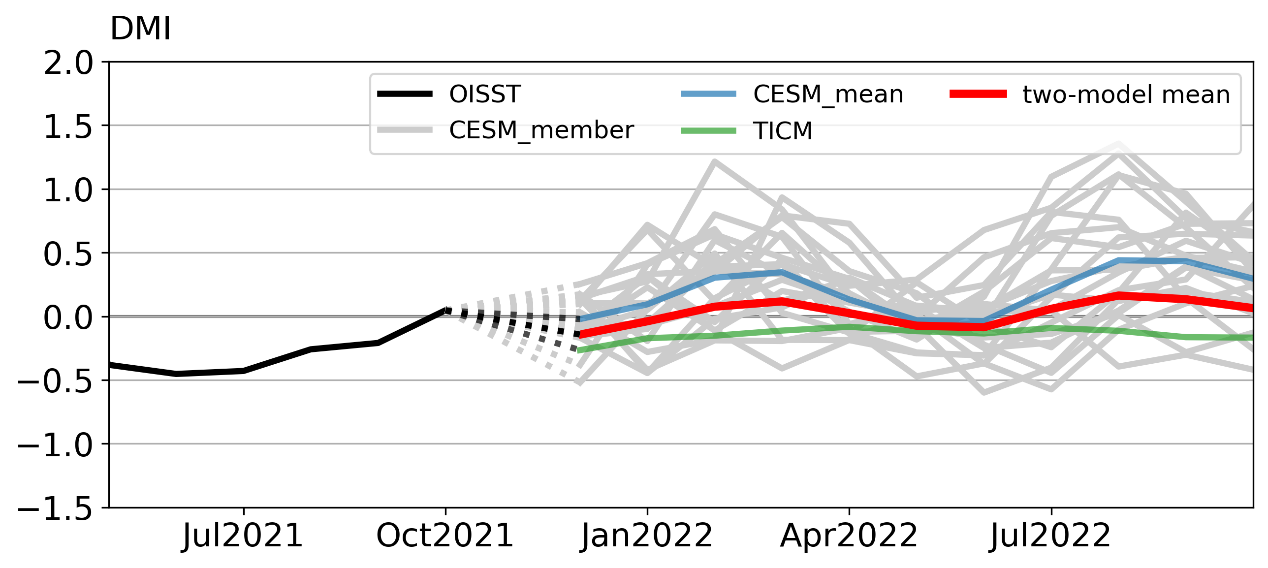 DMI
2.0
1.5
1.0
0.5
0.0
−0.5
−1.0
−1.5
OISST
CESM_member
CESM_mean
TICM
two-model mean
Jul2021
Oct2021
Jan2022
Apr2022
Jul2022